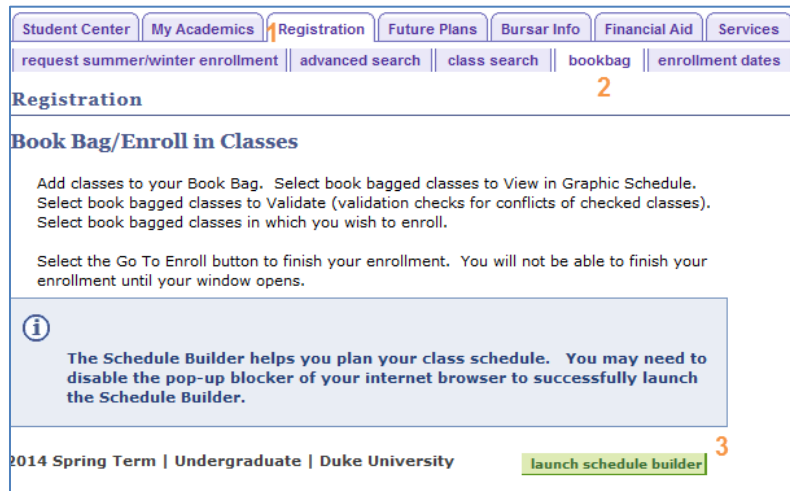 Student Center My Academics 1 Registration Future Plans Bursar Info Financial Aid Services
request summer/winter enrollment advanced search class search bookbag enrollment dates
2
Registration
Book Bag/Enroll in Classes
Add classes to your Book Bag. Select book bagged classes to View in Graphic Schedule.
Select book bagged classes to Validate (validation checks for conflicts of checked classes).
Select book bagged classes in which you wish to enroll.
Select the Go To Enroll button to finish your enrollment. You will not be able to finish your
enrollment until your window opens.
The Schedule Builder helps you plan your class schedule. You may need to
disable the pop-up blocker of your internet browser to successfully launch
the Schedule Builder.
2014 Spring Term | Undergraduate | Duke University launch schedule builder 3